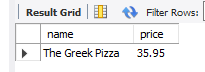 Result Grid Filter Rows:
name price
The Greek Pizza 35.95